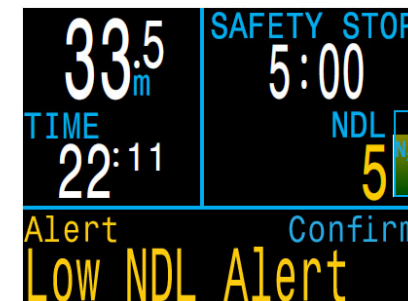 33.5
m
SAFETY STOP
5:00
TIME
22:11
NDL
5
N
Alert
Confirm
Low NDL Alert